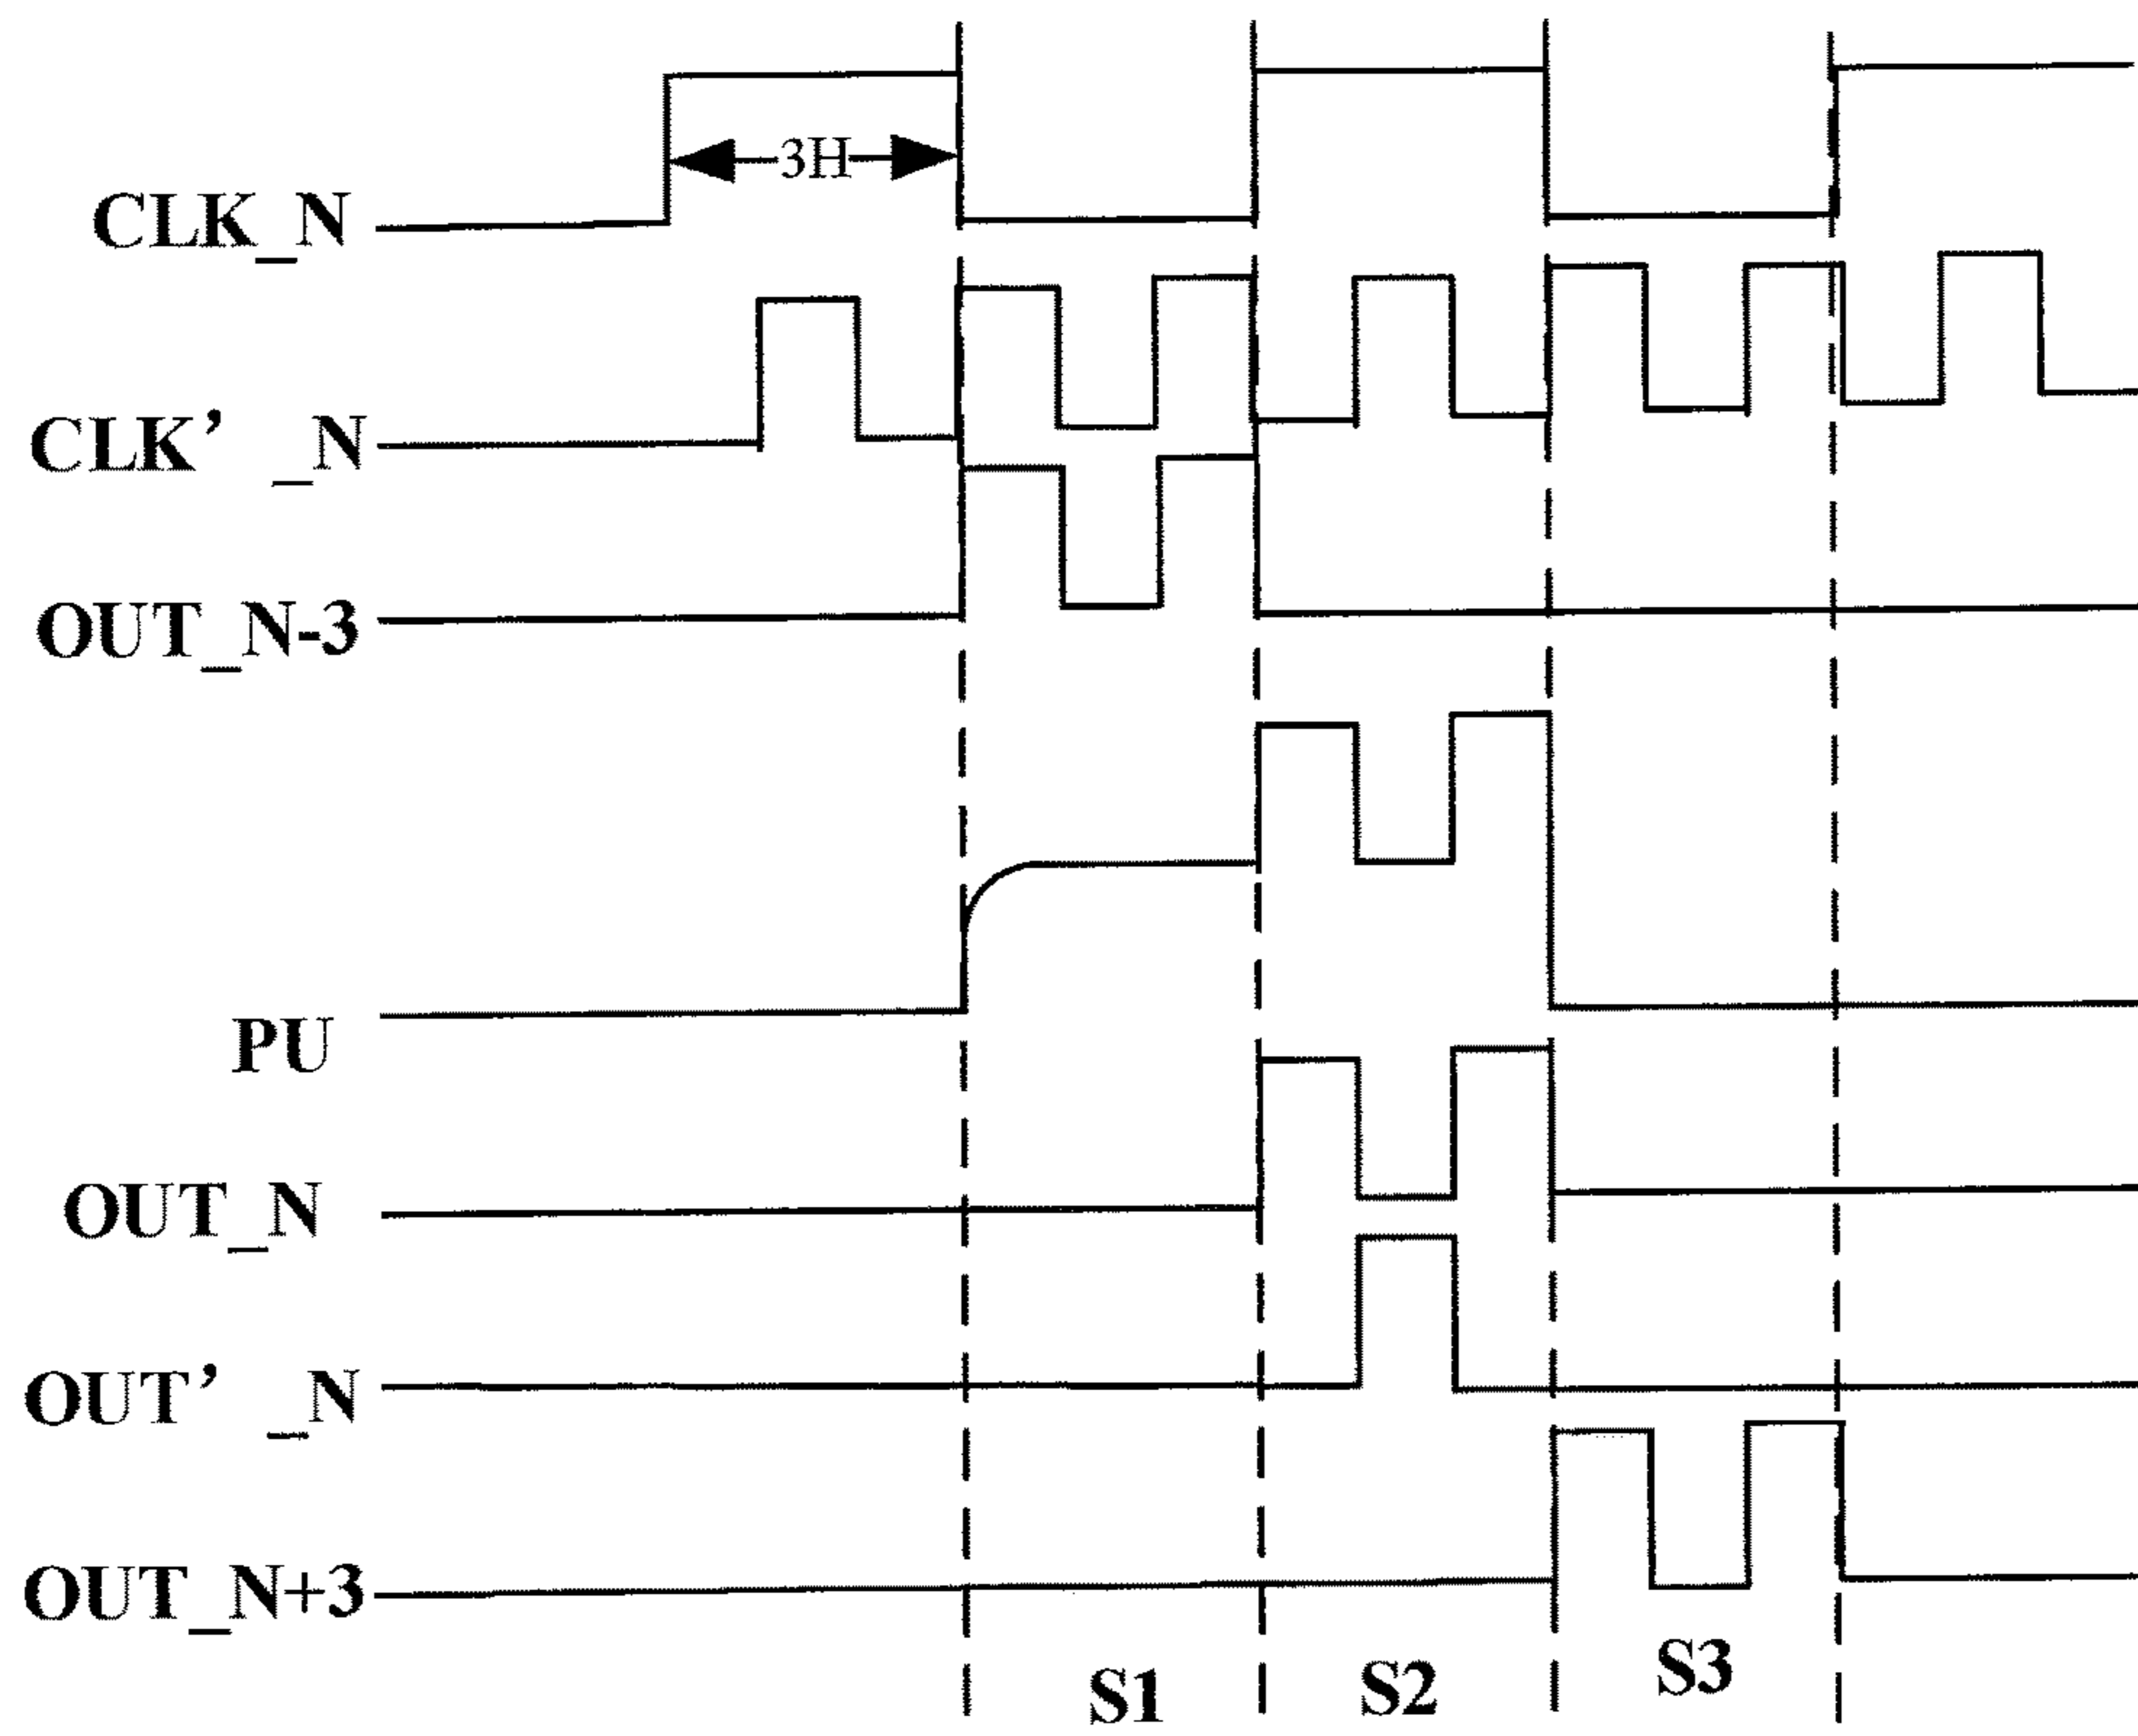 3H
CLK_N
CLK’ _N
OUT_N-3
PU
OUT_N
OUT’ _N
OUT_N+3
S1 S2 S3